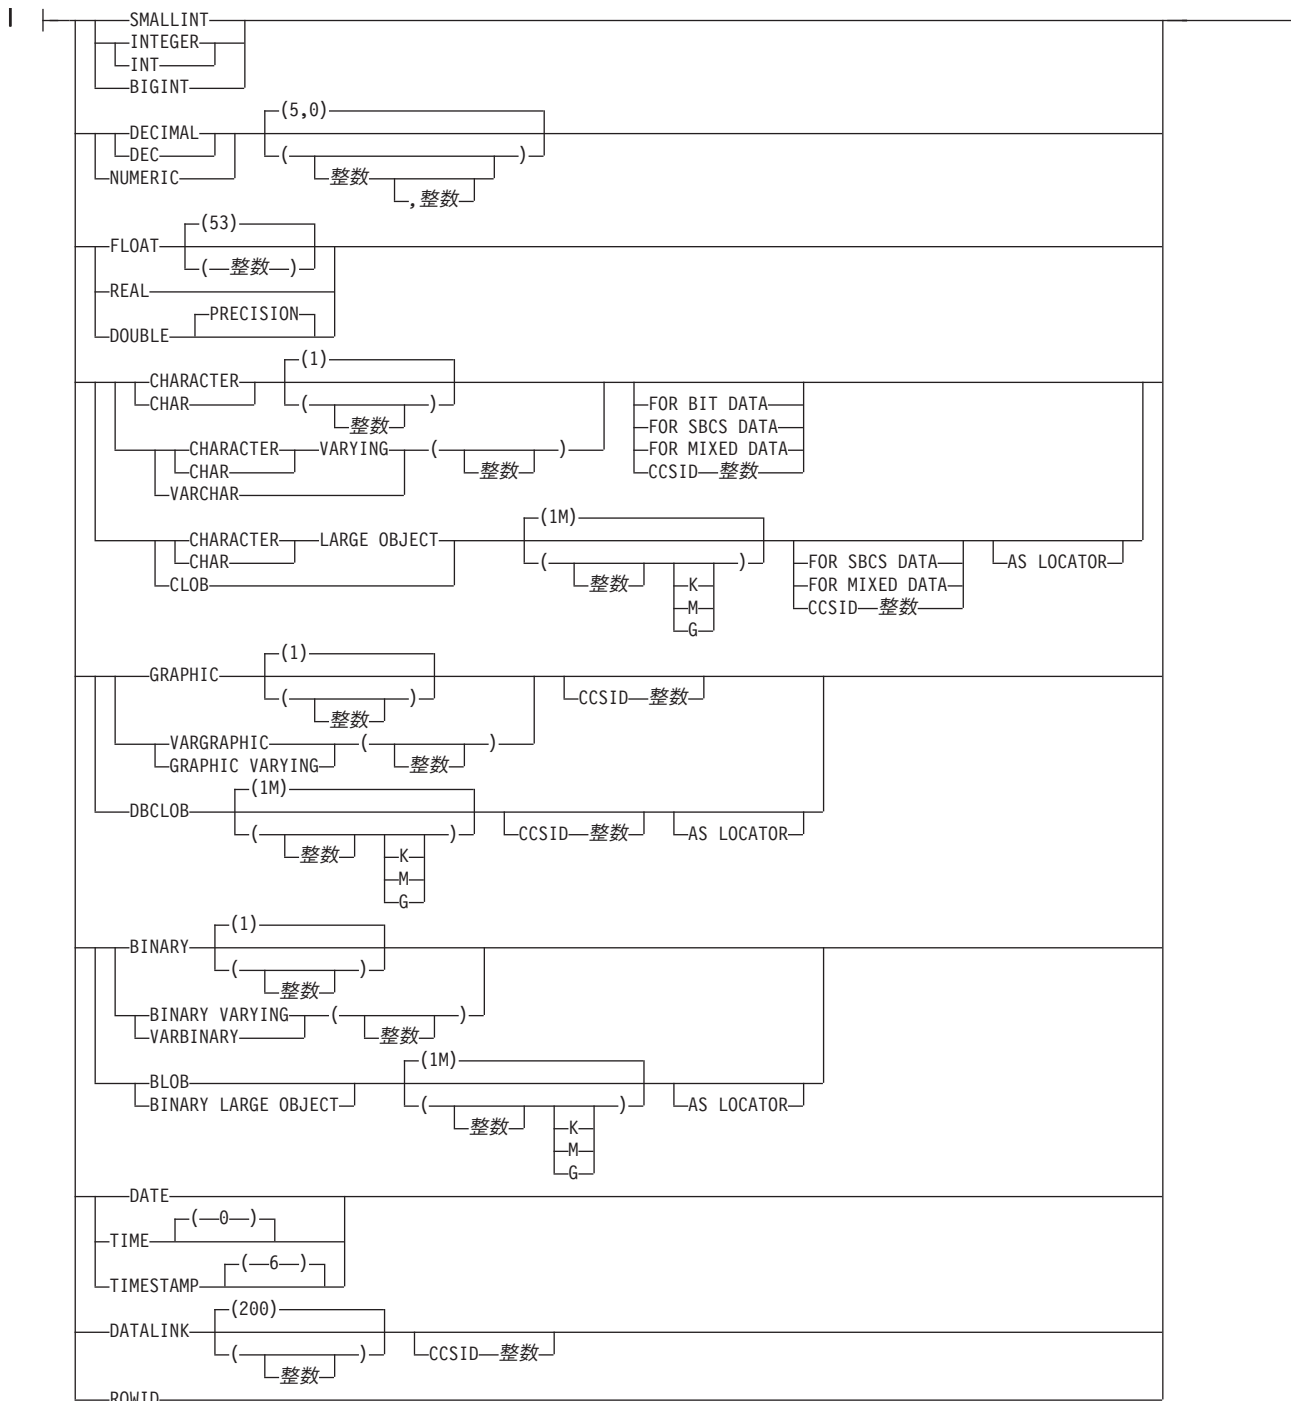 SMALLINT
INTEGER
INT
BIGINT
(5,0)
DECIMAL
DEC ( )
NUMERIC 整数
,整数
(53)
FLOAT
( 整数 )
REAL
PRECISION
DOUBLE
(1)
CHARACTER
CHAR ( ) FOR BIT DATA
整数 FOR SBCS DATA
CHARACTER VARYING ( ) FOR MIXED DATA
CHAR 整数 CCSID 整数
VARCHAR
(1M)
CHARACTER LARGE OBJECT
CHAR ( ) FOR SBCS DATA AS LOCATOR
CLOB 整数 K FOR MIXED DATA
M CCSID 整数
G
(1)
GRAPHIC
( ) CCSID 整数
整数
VARGRAPHIC ( )
GRAPHIC VARYING 整数
(1M)
DBCLOB
( ) CCSID 整数 AS LOCATOR
整数 K
M
G
(1)
BINARY
( )
整数
BINARY VARYING ( )
VARBINARY 整数
(1M)
BLOB
BINARY LARGE OBJECT ( ) AS LOCATOR
整数 K
M
G
DATE
( 0 )
TIME
( 6 )
TIMESTAMP
(200)
DATALINK
( ) CCSID 整数
整数
ROWID